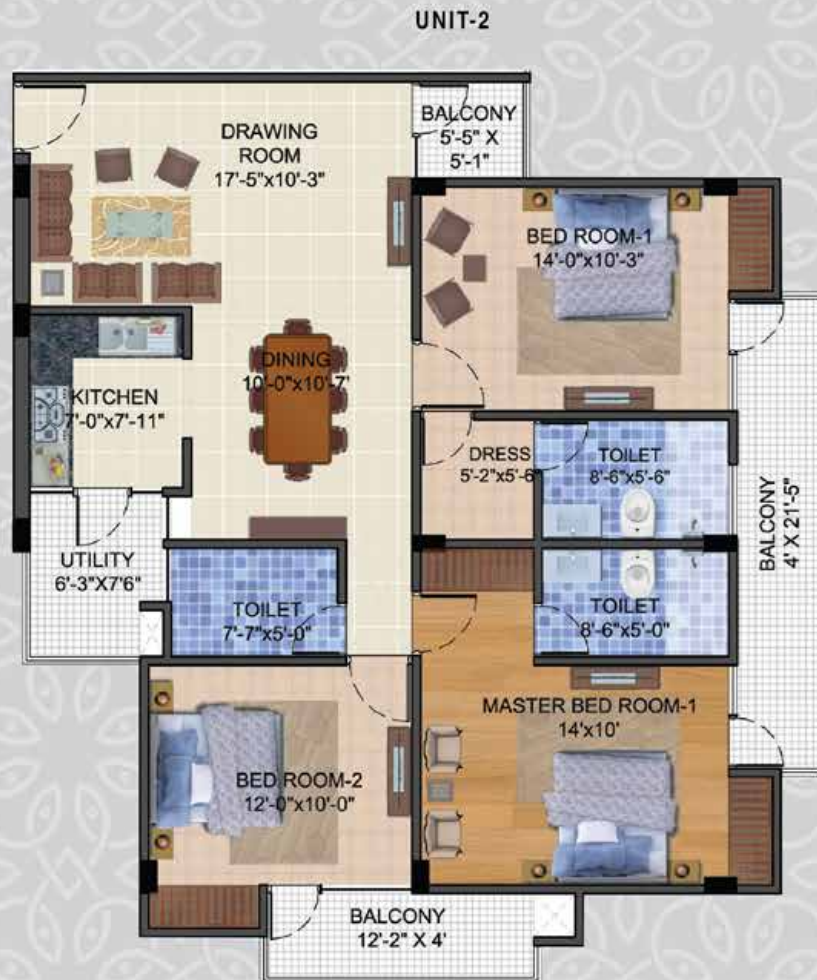 UNIT-2
BALCONY
5'-5" X
5'-1"
DRAWING
ROOM
17'-5"x10'-3"
BED ROOM-1
14'-0"x10'-3"
DINING
10'-0"x10'-7'
KITCHEN
7'-0"x7'-11"
DRESS
5'-2"x5'-6"
TOILET
8'-6"x5'-6"
BALCONY
4' X 21'-5"
UTILITY
6'-3"X7'6"
TOILET
7'-7"x5'-0"
TOILET
8'-6"x5'-0"
MASTER BED ROOM-1
14'x10'
BED ROOM-2
12'-0"x10'-0"
BALCONY
12'-2" X 4'